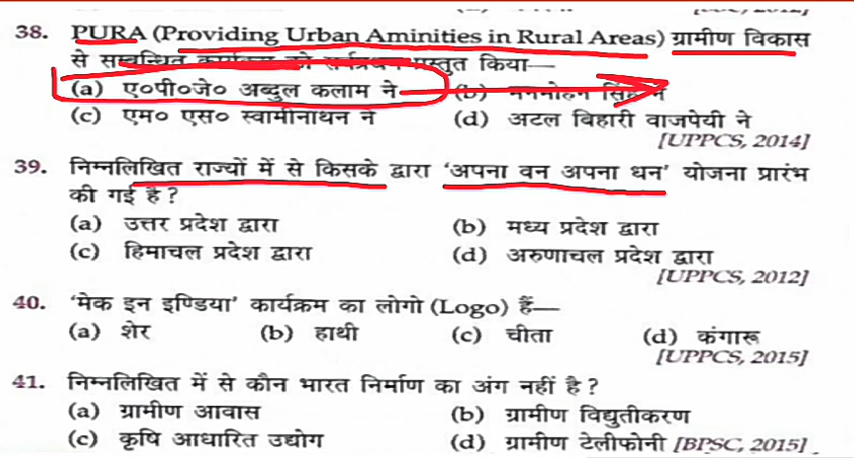 38. PURA (Providing Urban Aminities in Rural Areas) ग्रामीण विकास
से सम्बन्धित कार्यक्रम को सर्वप्रथम प्रस्तुत किया—
(a) ए०पी०जे० अब्दुल कलाम ने (b) मनमोहन सिंह ने
(c) एम० एस० स्वामीनाथन ने (d) अटल बिहारी वाजपेयी ने
[UPPCS, 2014]
39. निम्नलिखित राज्यों में से किसके द्वारा ‘अपना वन अपना धन’ योजना प्रारंभ
की गई है ?
(a) उत्तर प्रदेश द्वारा (b) मध्य प्रदेश द्वारा
(c) हिमाचल प्रदेश द्वारा (d) अरुणाचल प्रदेश द्वारा
[UPPCS, 2012]
40. ‘मेक इन इण्डिया’ कार्यक्रम का लोगो (Logo) हैं—
(a) शेर (b) हाथी (c) चीता (d) कंगारू
[UPPCS, 2015]
41. निम्नलिखित में से कौन भारत निर्माण का अंग नहीं है ?
(a) ग्रामीण आवास (b) ग्रामीण विद्युतीकरण
(c) कृषि आधारित उद्योग (d) ग्रामीण टेलीफोनी [BPSC, 2015]